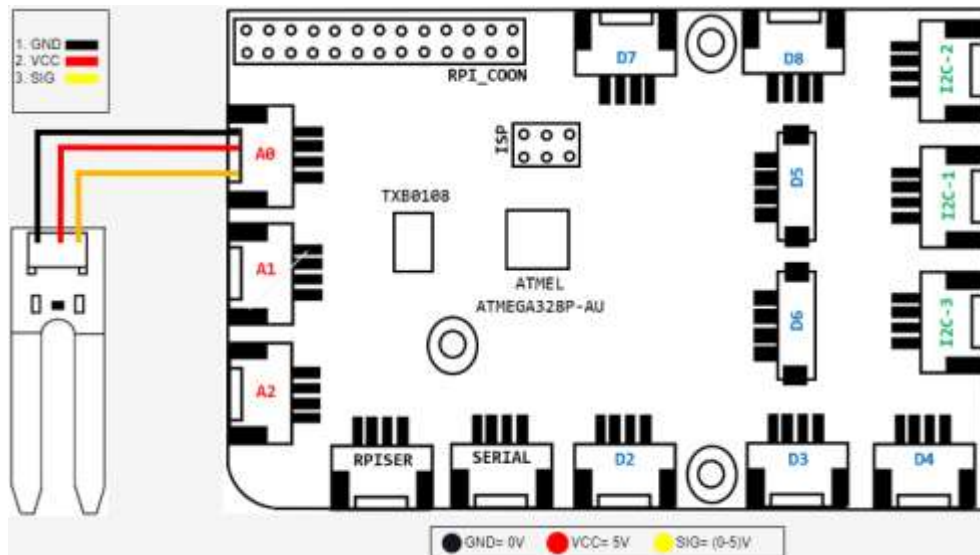 1. GND
2. VCC
3. SIG
RPI_COON
D7
D8
I2C-2
A0
ISP
D5
I2C-1
TXB0108
A1
ATMEL
ATMEGA328P-AU
D6
I2C-3
A2
RPISER
SERIAL
D2
D3
D4
GND= 0V
VCC= 5V
SIG= (0-5)V